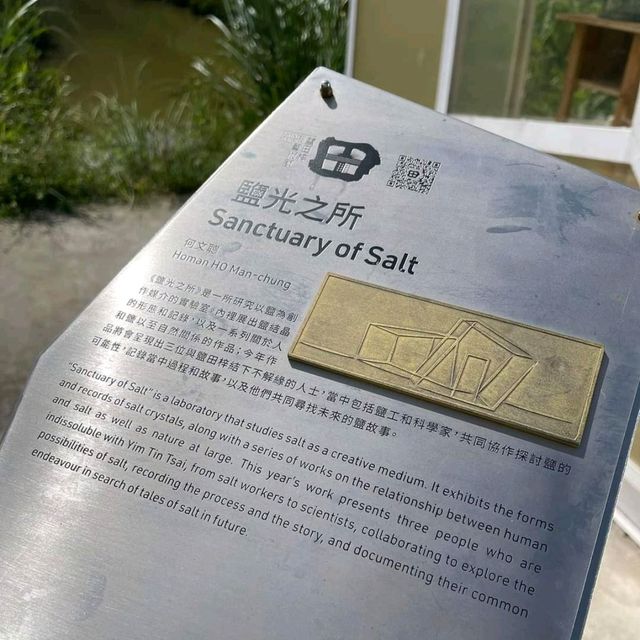 鹽光之所
Sanctuary of Salt
何文聰
Homan HO Man-chung
《鹽光之所》是一所研究以鹽為創
作媒介的實驗室。內裡展出鹽結晶
的形態和記錄，以及一系列關於人
和鹽以至自然關係的作品；今年作
品將會呈現出三位與鹽田梓結下不解緣的人士，當中包括鹽工和科學家，共同協作探討鹽的
可能性，記錄當中過程和故事，以及他們共同尋找未來的鹽故事。
"Sanctuary of Salt" is a laboratory that studies salt as a creative medium. It exhibits the forms
and records of salt crystals, along with a series of works on the relationship between human
and salt as well as nature at large. This year's work presents three people who are
indissoluble with Yim Tin Tsai, from salt workers to scientists, collaborating to explore the
possibilities of salt, recording the process and the story, and documenting their common
endeavour in search of tales of salt in future.